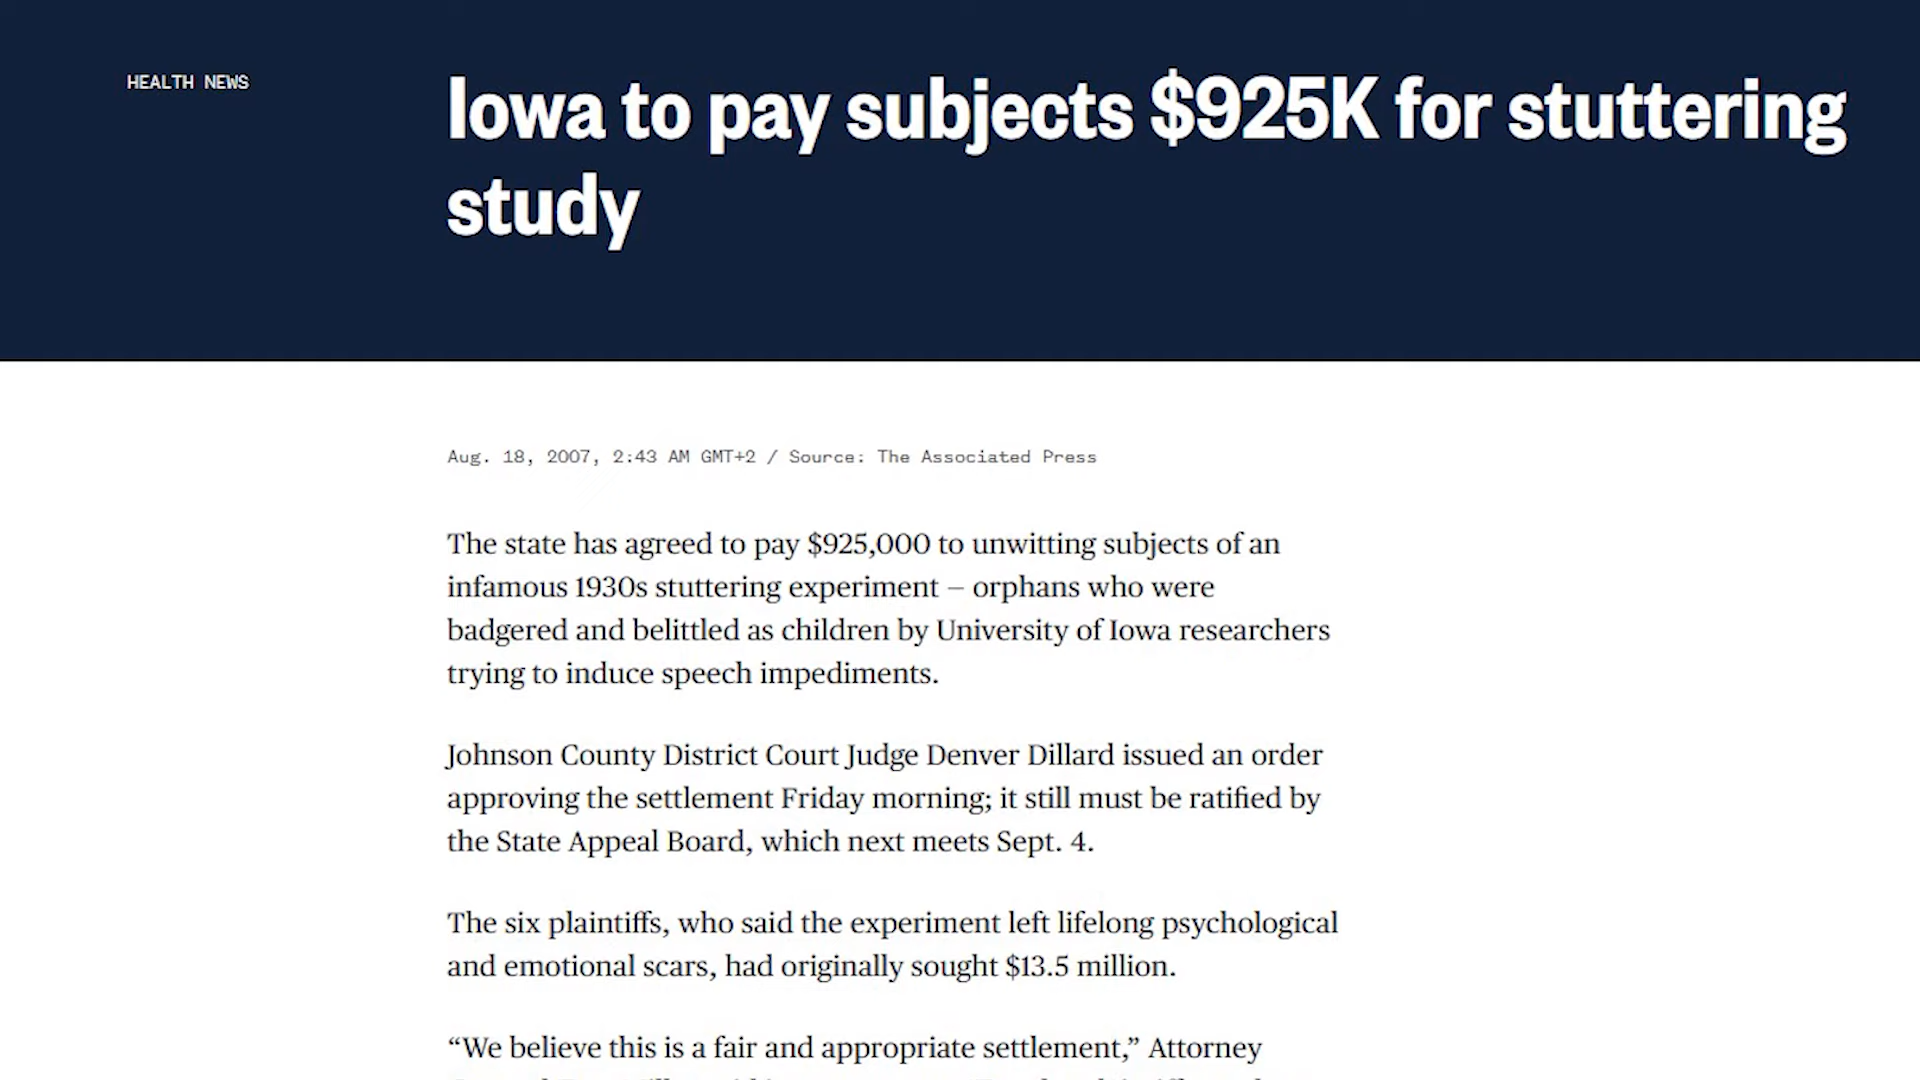 HEALTH NEWS
Iowa to pay subjects $925K for stuttering
study
Aug. 18, 2007, 2:43 AM GMT+2 / Source: The Associated Press
The state has agreed to pay $925,000 to unwitting subjects of an
infamous 1930s stuttering experiment — orphans who were
badgered and belittled as children by University of Iowa researchers
trying to induce speech impediments.
Johnson County District Court Judge Denver Dillard issued an order
approving the settlement Friday morning; it still must be ratified by
the State Appeal Board, which next meets Sept. 4.
The six plaintiffs, who said the experiment left lifelong psychological
and emotional scars, had originally sought $13.5 million.
“We believe this is a fair and appropriate settlement,” Attorney